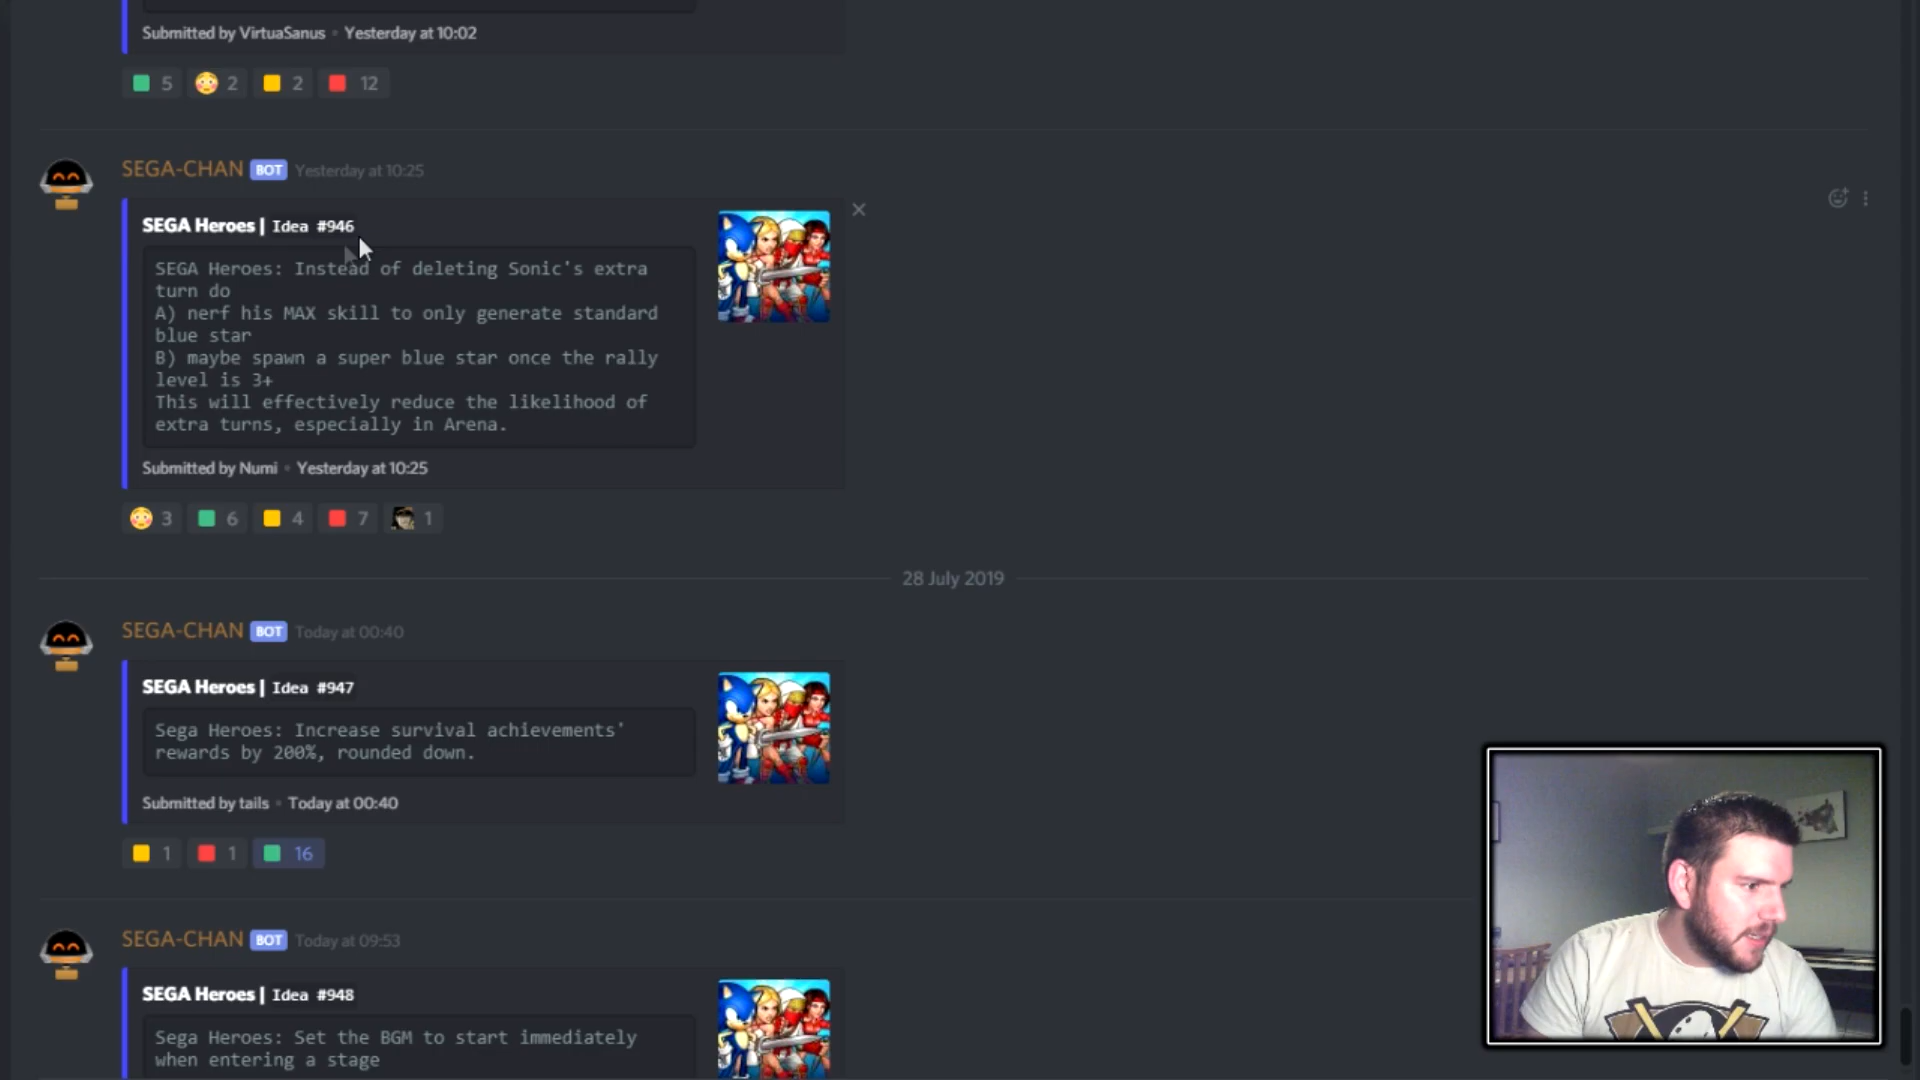 Submitted by VirtuaSanus • Yesterday at 10:02
5 2 2 12
SEGA-CHAN BOT Yesterday at 10:25
SEGA Heroes | Idea #946
SEGA Heroes: Instead of deleting Sonic's extra
turn do
A) nerf his MAX skill to only generate standard
blue star
B) maybe spawn a super blue star once the rally
level is 3+
This will effectively reduce the likelihood of
extra turns, especially in Arena.
Submitted by Numi • Yesterday at 10:25
3 6 4 7 1
28 July 2019
SEGA-CHAN BOT Today at 00:40
SEGA Heroes | Idea #947
Sega Heroes: Increase survival achievements'
rewards by 200%, rounded down.
Submitted by tails • Today at 00:40
1 1 16
SEGA-CHAN BOT Today at 09:53
SEGA Heroes | Idea #948
Sega Heroes: Set the BGM to start immediately
when entering a stage